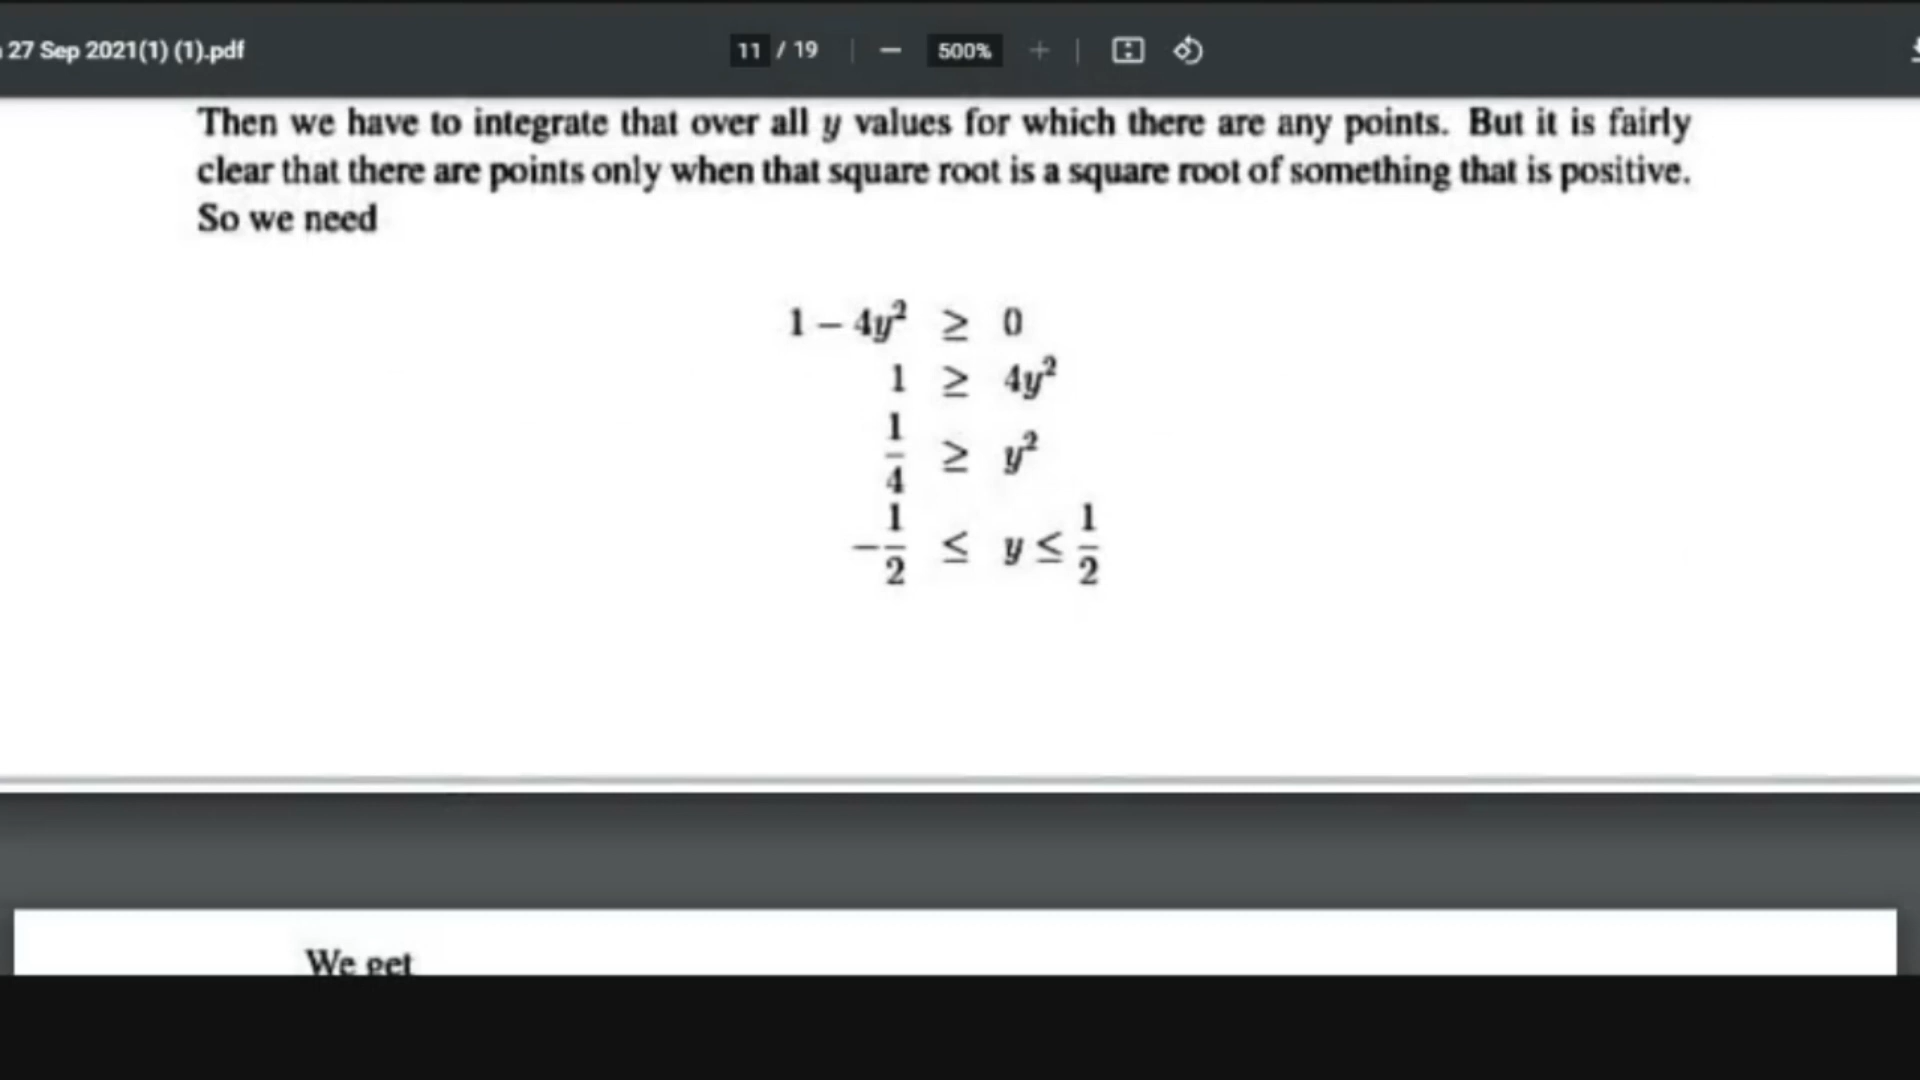 27 Sep 2021(1) (1).pdf
11 / 19
500%
Then we have to integrate that over all y values for which there are any points. But it is fairly
clear that there are points only when that square root is a square root of something that is positive.
So we need
1 − 4y² ≥ 0
1 ≥ 4y²
1/4 ≥ y²
−1/2 ≤ y ≤ 1/2
We get